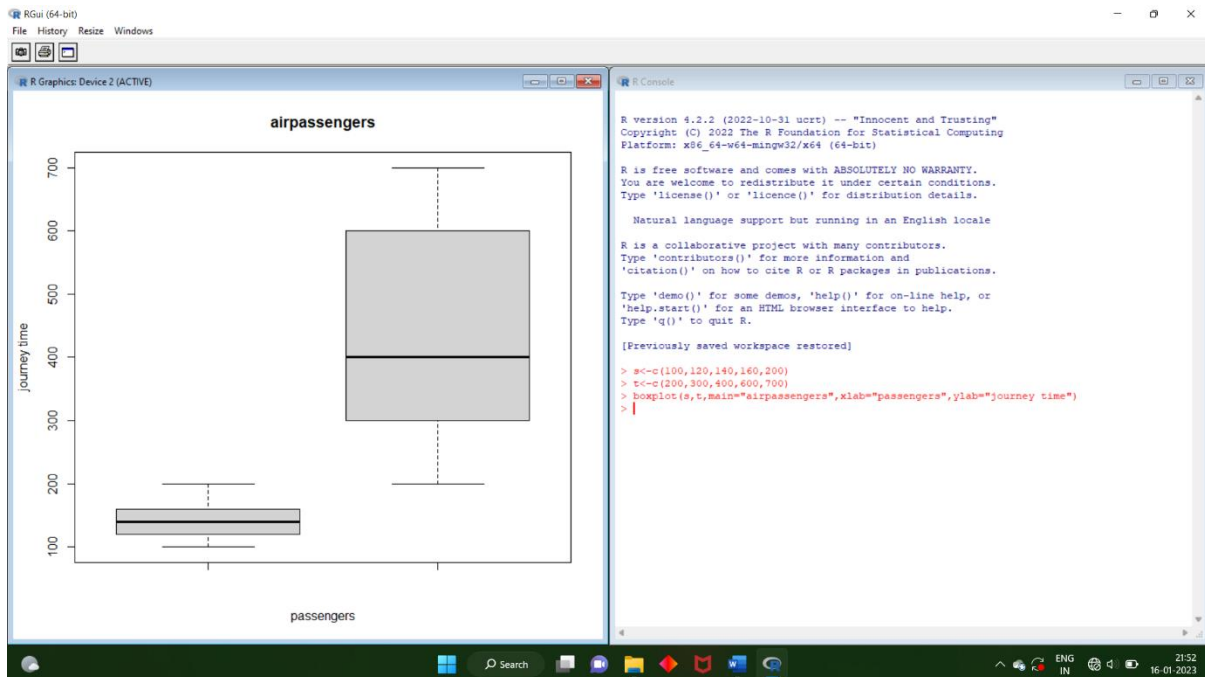 RGui (64-bit)
File History Resize Windows
R Graphics: Device 2 (ACTIVE)
airpassengers
700
600
500
400
300
200
100
journey time
passengers
R Console
R version 4.2.2 (2022-10-31 ucrt) -- "Innocent and Trusting"
Copyright (C) 2022 The R Foundation for Statistical Computing
Platform: x86_64-w64-mingw32/x64 (64-bit)
R is free software and comes with ABSOLUTELY NO WARRANTY.
You are welcome to redistribute it under certain conditions.
Type 'license()' or 'licence()' for distribution details.
Natural language support but running in an English locale
R is a collaborative project with many contributors.
Type 'contributors()' for more information and
'citation()' on how to cite R or R packages in publications.
Type 'demo()' for some demos, 'help()' for on-line help, or
'help.start()' for an HTML browser interface to help.
Type 'q()' to quit R.
[Previously saved workspace restored]
> s<-c(100,120,140,160,200)
> t<-c(200,300,400,600,700)
> boxplot(s,t,main="airpassengers",xlab="passengers",ylab="journey time")
>
Search
ENG
IN
21:52
16-01-2023